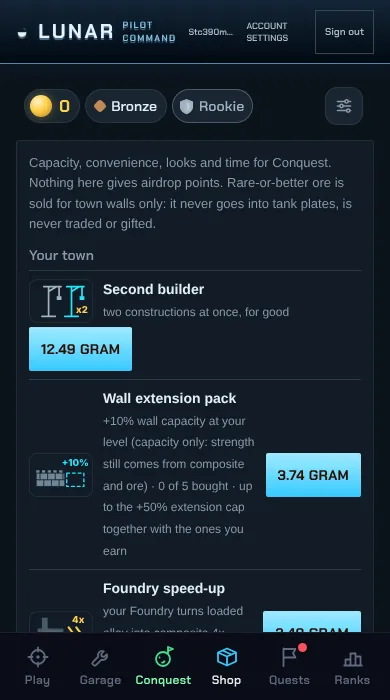 LUNAR PILOT COMMAND Stc390m... ACCOUNT SETTINGS Sign out
0 Bronze Rookie
Capacity, convenience, looks and time for Conquest.
Nothing here gives airdrop points. Rare-or-better ore is
sold for town walls only: it never goes into tank plates, is
never traded or gifted.
Your town
x2
Second builder
two constructions at once, for good
12.49 GRAM
Wall extension pack
+10%
+10% wall capacity at your
level (capacity only: strength
still comes from composite
and ore) · 0 of 5 bought · up
to the +50% extension cap
together with the ones you
earn
3.74 GRAM
Foundry speed-up
4x
your Foundry turns loaded
alloy into composite 4x
GRAM
Play Garage Conquest Shop Quests Ranks